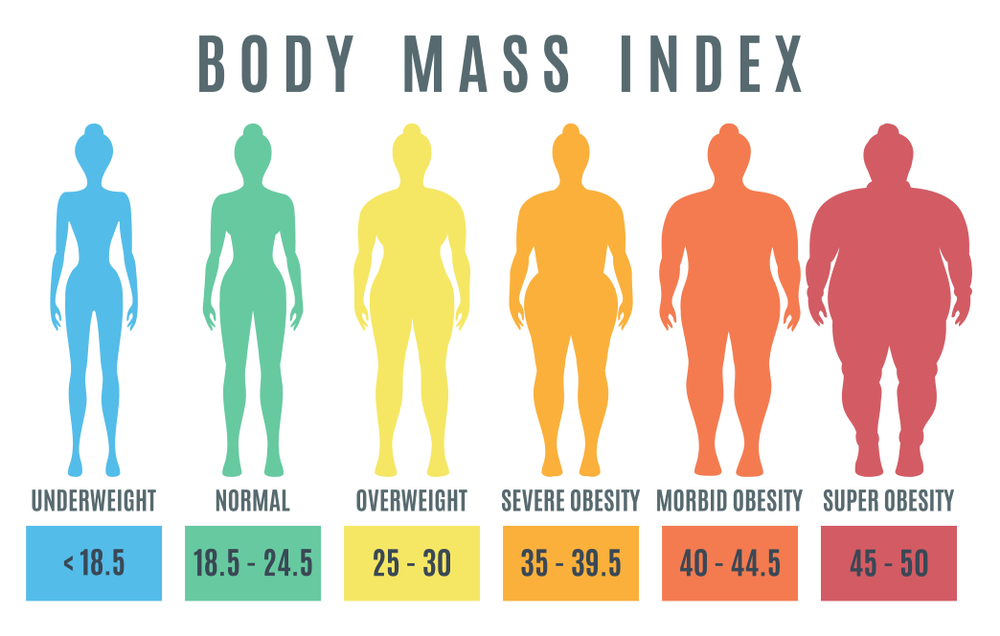 BODY MASS INDEX
UNDERWEIGHT
NORMAL
OVERWEIGHT
SEVERE OBESITY
MORBID OBESITY
SUPER OBESITY
< 18.5
18.5 - 24.5
25 - 30
35 - 39.5
40 - 44.5
45 - 50